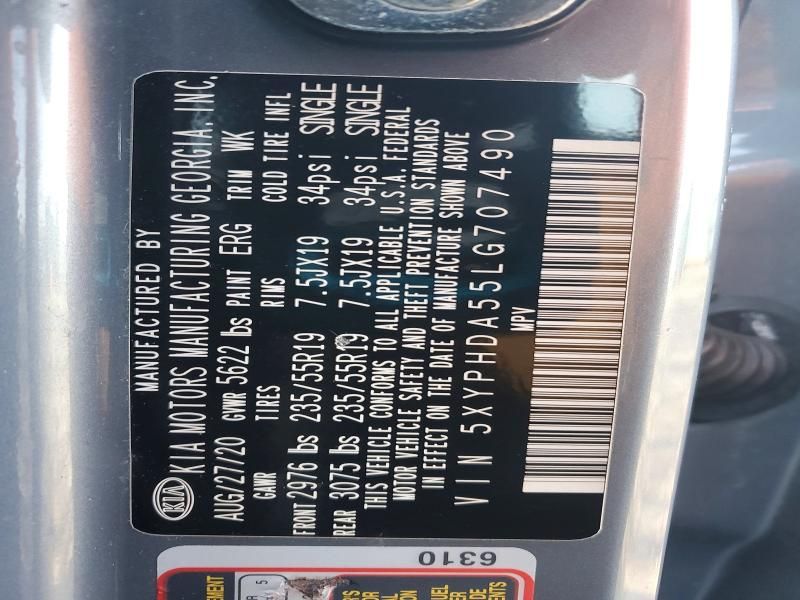 MANUFACTURED BY
KIA KIA MOTORS MANUFACTURING GEORGIA, INC.
AUG/27/20 GVWR 5622 lbs PAINT ERG TRIM WK
GAWR TIRES RIMS COLD TIRE INFL
FRONT 2976 lbs 235/55R19 7.5JX19 34psi SINGLE
REAR 3075 lbs 235/55R19 7.5JX19 34psi SINGLE
THIS VEHICLE CONFORMS TO ALL APPLICABLE U.S.A. FEDERAL
MOTOR VEHICLE SAFETY AND THEFT PREVENTION STANDARDS
IN EFFECT ON THE DATE OF MANUFACTURE SHOWN ABOVE
VIN 5XYPHDA55LG707490
MPV
6310